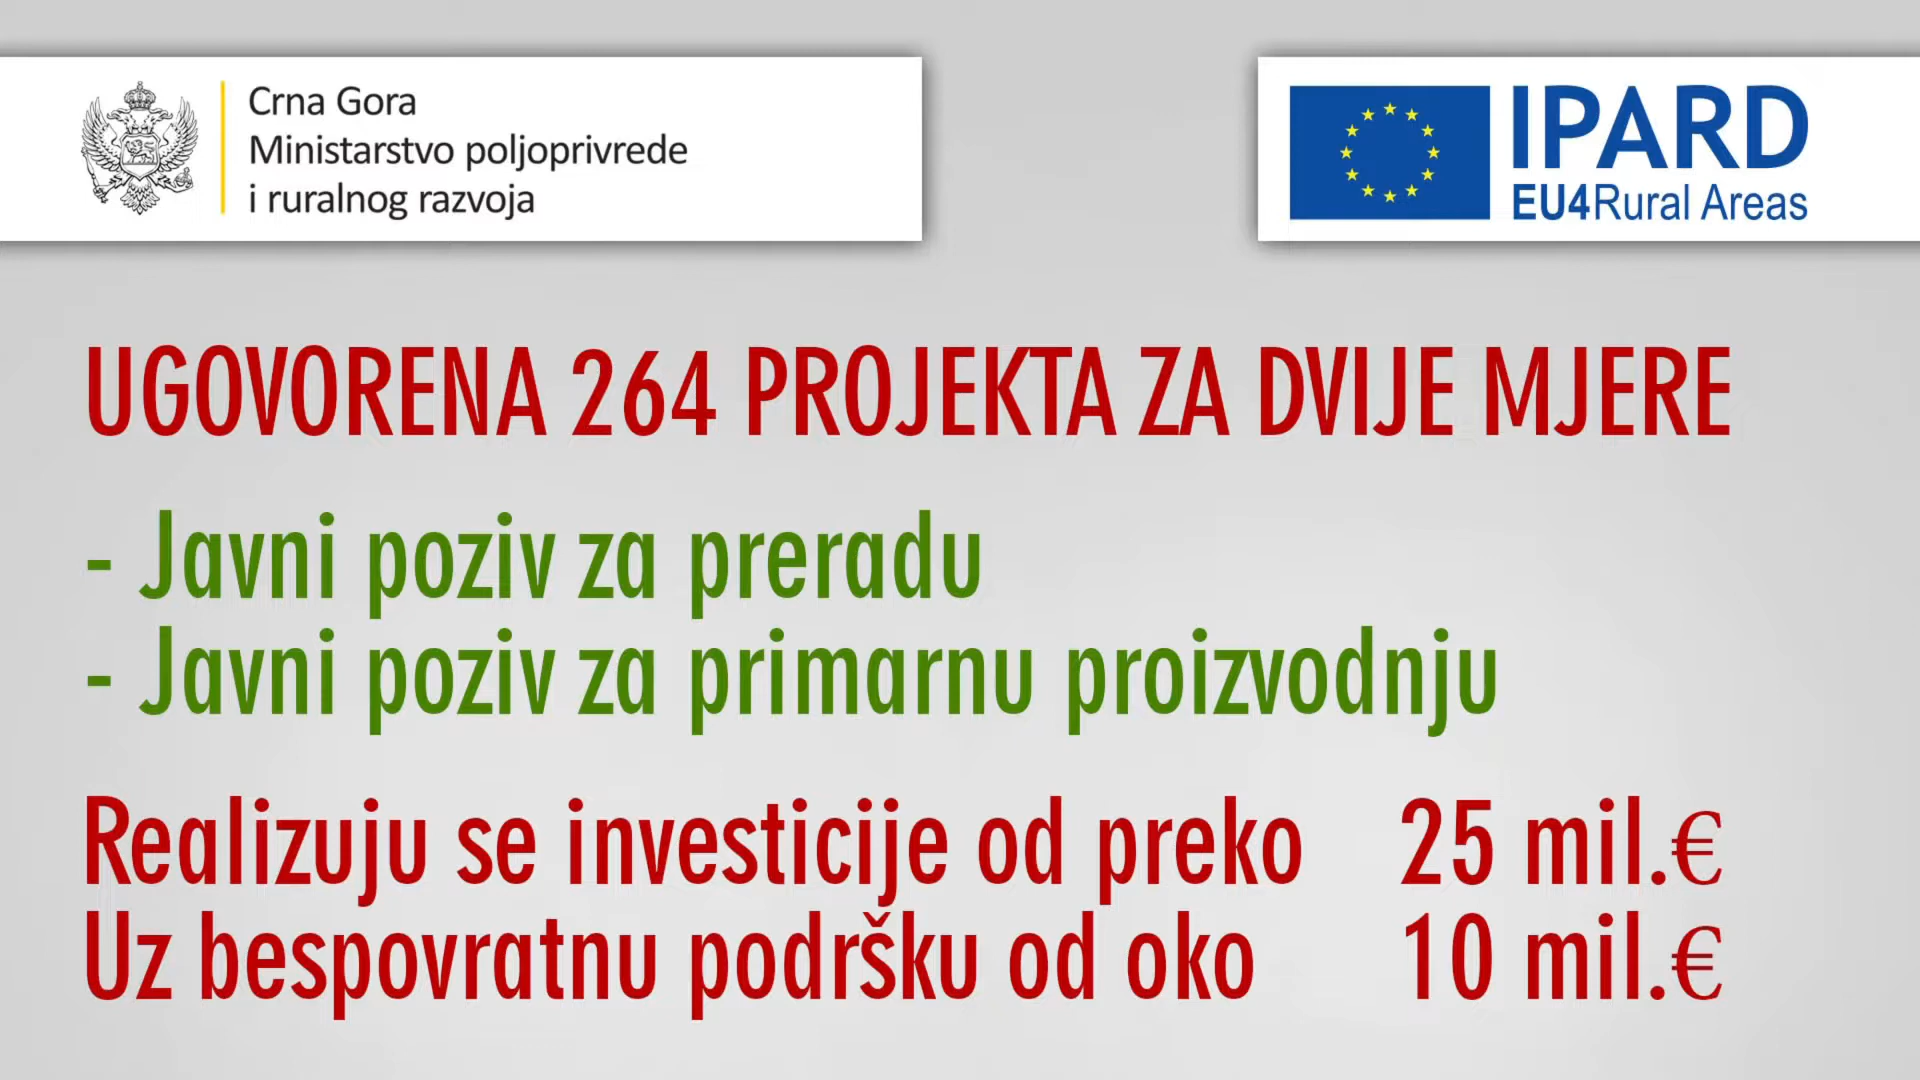 Crna Gora
Ministarstvo poljoprivrede
i ruralnog razvoja
IPARD
EU4Rural Areas
UGOVORENA 264 PROJEKTA ZA DVIJE MJERE
- Javni poziv za preradu
- Javni poziv za primarnu proizvodnju
Realizuju se investicije od preko 25 mil.€
Uz bespovratnu podršku od oko 10 mil.€